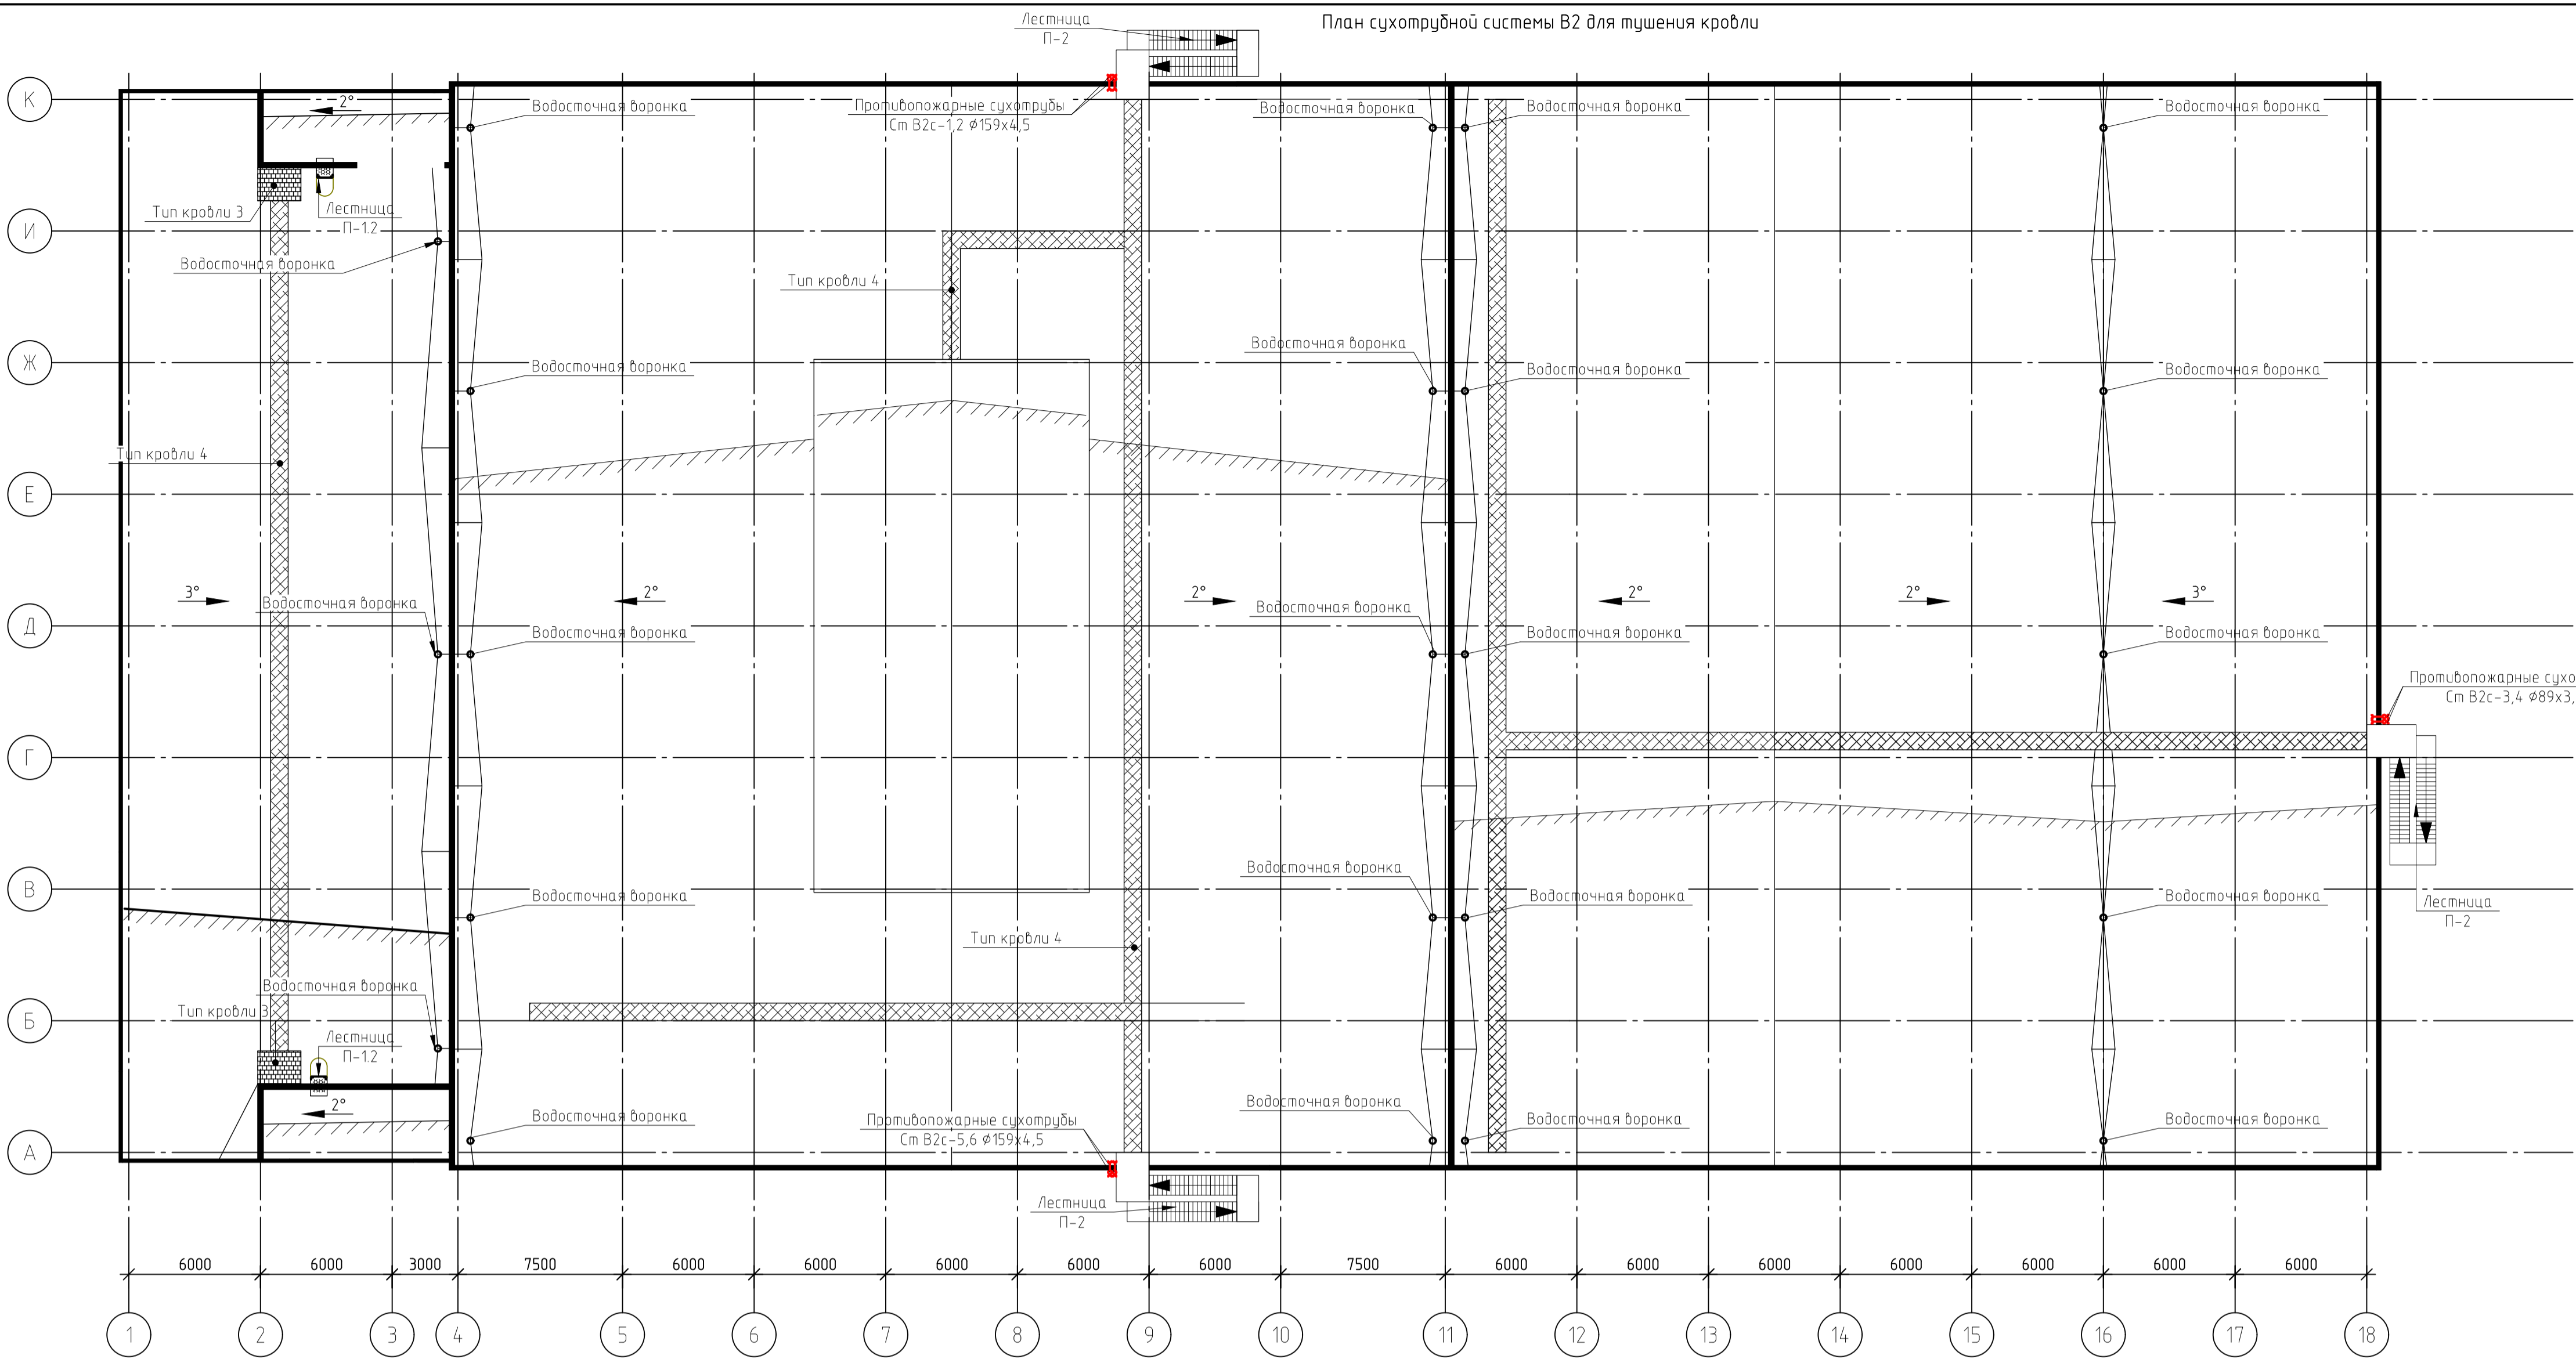 План сухотрубной системы В2 для тушения кровли
Лестница
П-2
К
2°
Водосточная воронка
Противопожарные сухотрубы
Ст В2с-1,2 ⌀159х4,5
Водосточная воронка
Водосточная воронка
Водосточная воронка
Тип кровли 3
Лестница
П-1.2
И
Водосточная воронка
Тип кровли 4
Ж
Водосточная воронка
Водосточная воронка
Водосточная воронка
Водосточная воронка
Тип кровли 4
Е
3°
2°
2°
2°
2°
3°
Водосточная воронка
Водосточная воронка
Д
Водосточная воронка
Водосточная воронка
Водосточная воронка
Противопожарные сухо
Ст В2с-3,4 ⌀89х3,
Г
Водосточная воронка
В
Водосточная воронка
Водосточная воронка
Водосточная воронка
Лестница
П-2
Тип кровли 4
Водосточная воронка
Тип кровли 3
Б
Лестница
П-1.2
2°
Водосточная воронка
Водосточная воронка
Противопожарные сухотрубы
Ст В2с-5,6 ⌀159х4,5
Водосточная воронка
Водосточная воронка
А
Лестница
П-2
6000 6000 3000 7500 6000 6000 6000 6000 6000 7500 6000 6000 6000 6000 6000 6000 6000
1 2 3 4 5 6 7 8 9 10 11 12 13 14 15 16 17 18